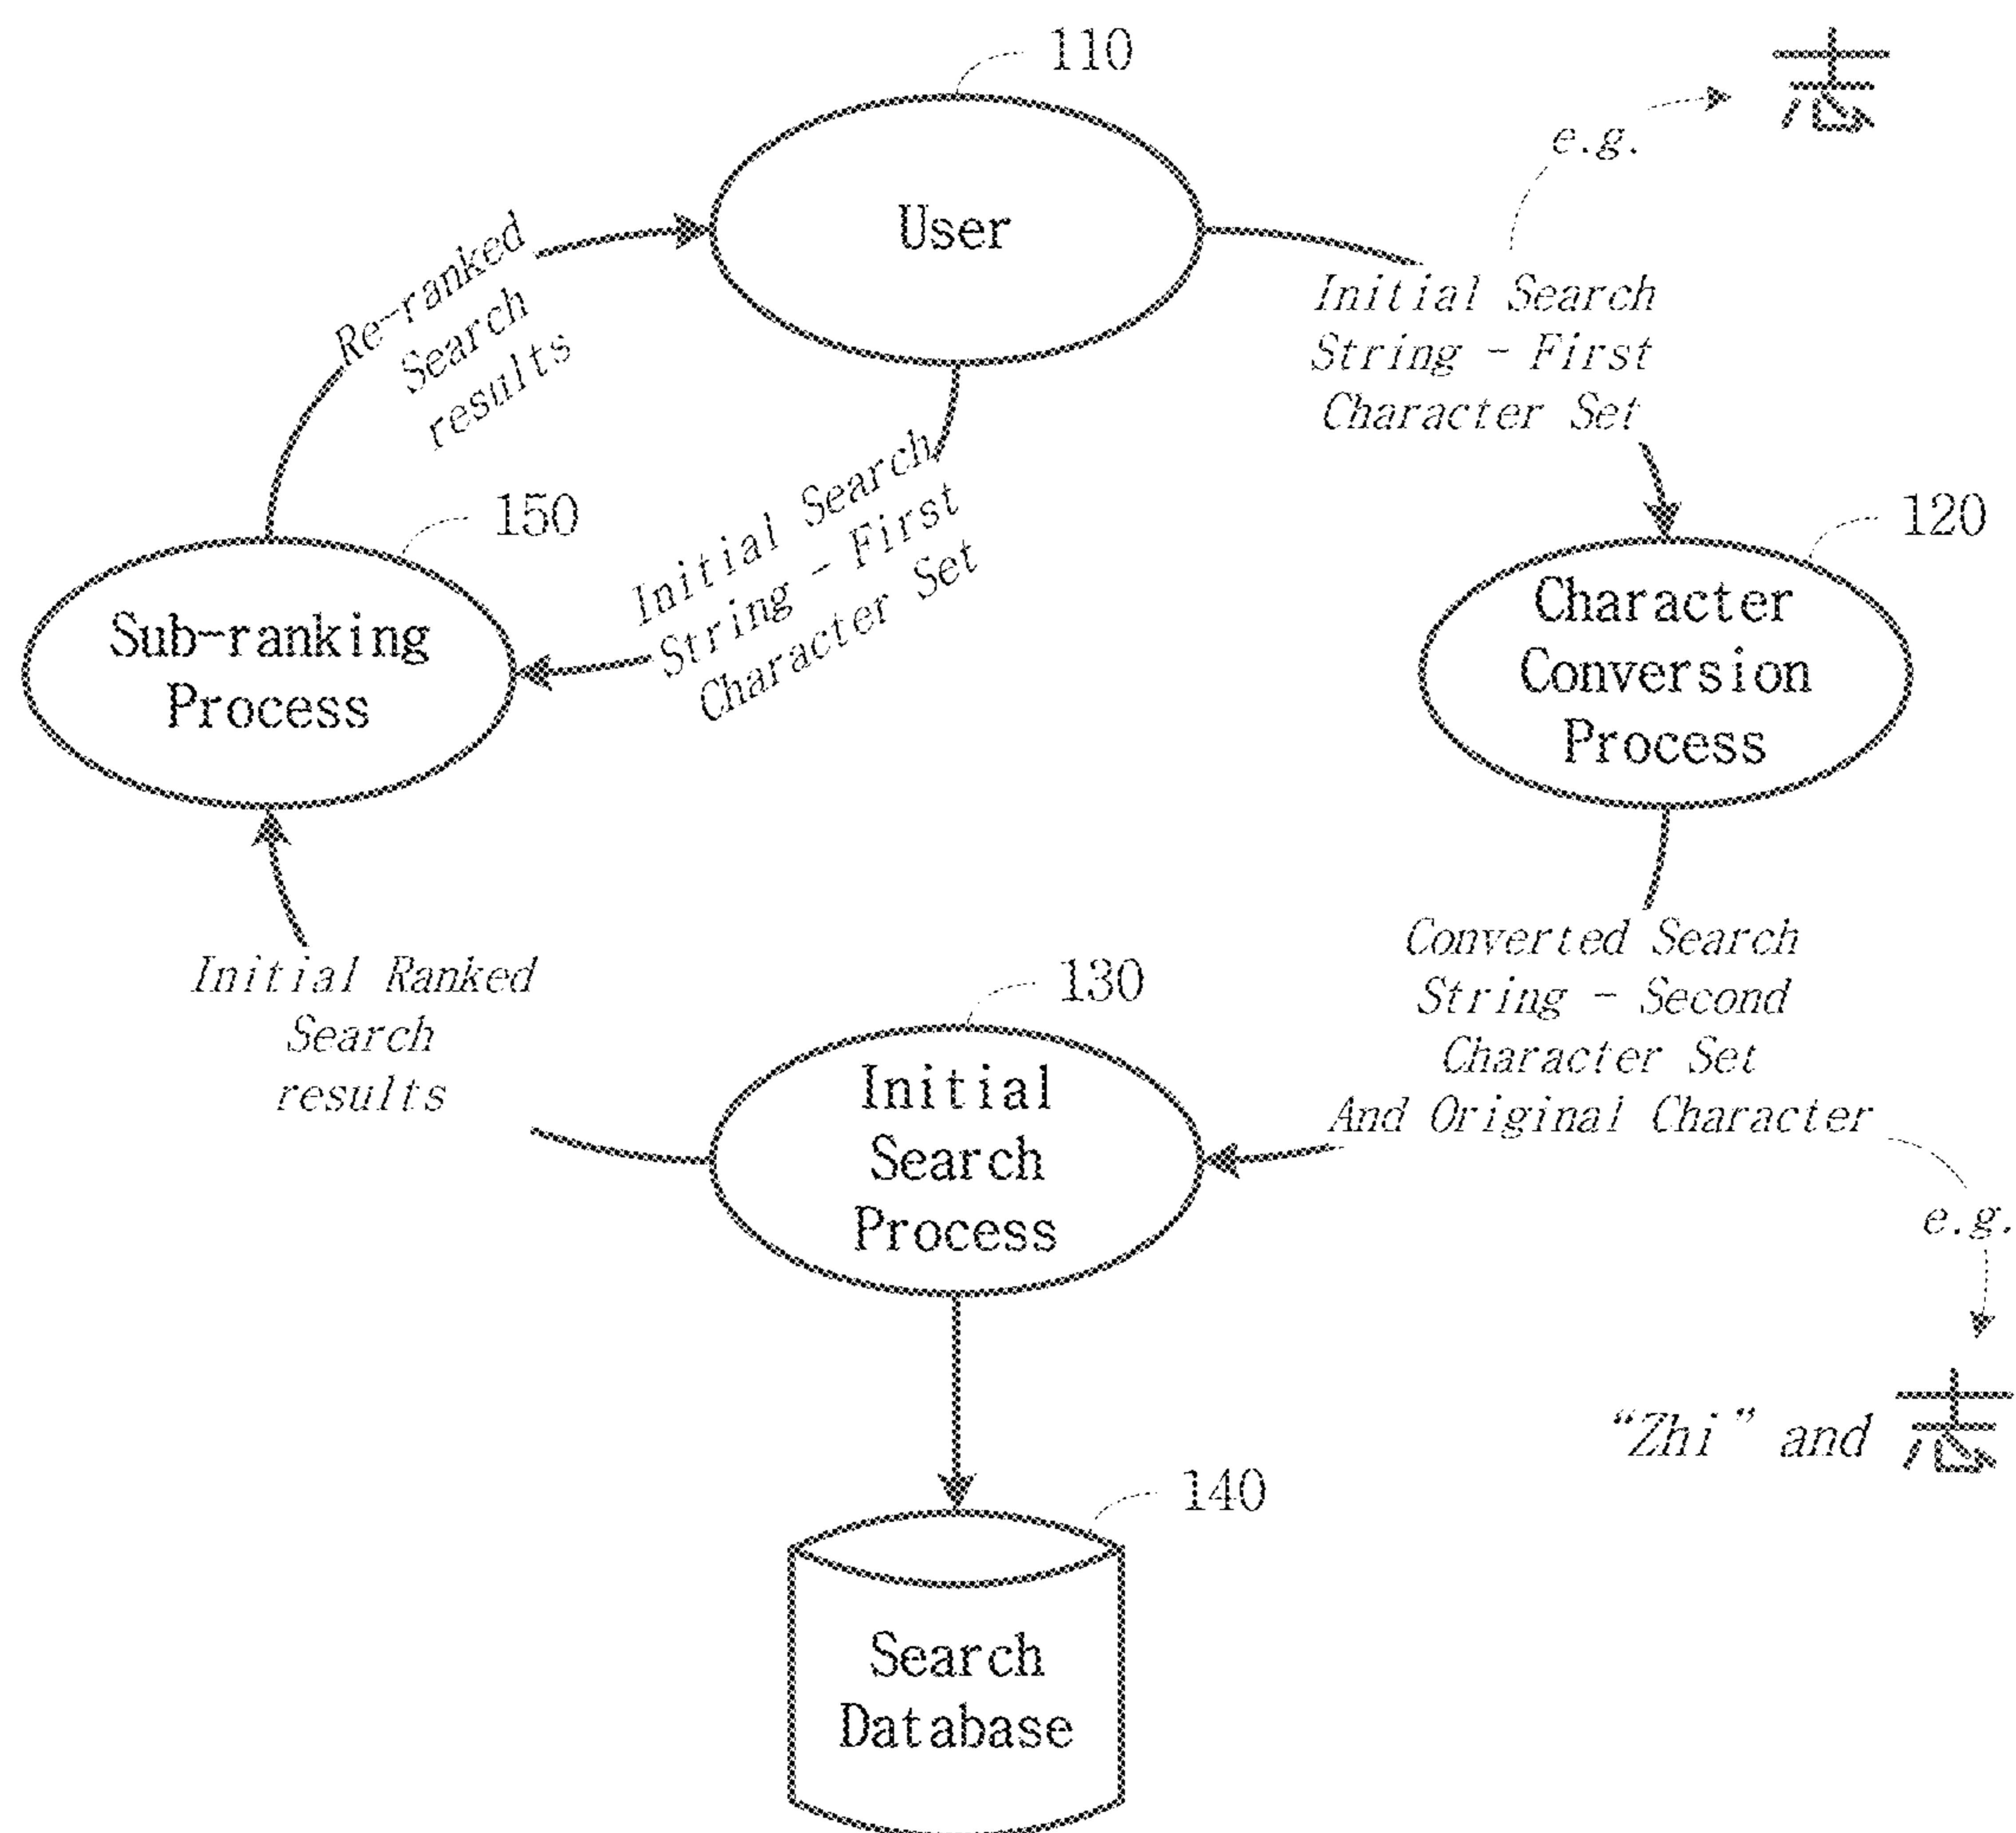 110
志
e.g.
User
Initial Search
String - First
Character Set
Re-ranked
Search
results
Initial Search
String - First
Character Set
150
Sub-ranking
Process
120
Character
Conversion
Process
Converted Search
String - Second
Character Set
And Original Character
e.g.
"Zhi" and 志
Initial Ranked
Search
results
130
Initial
Search
Process
140
Search
Database